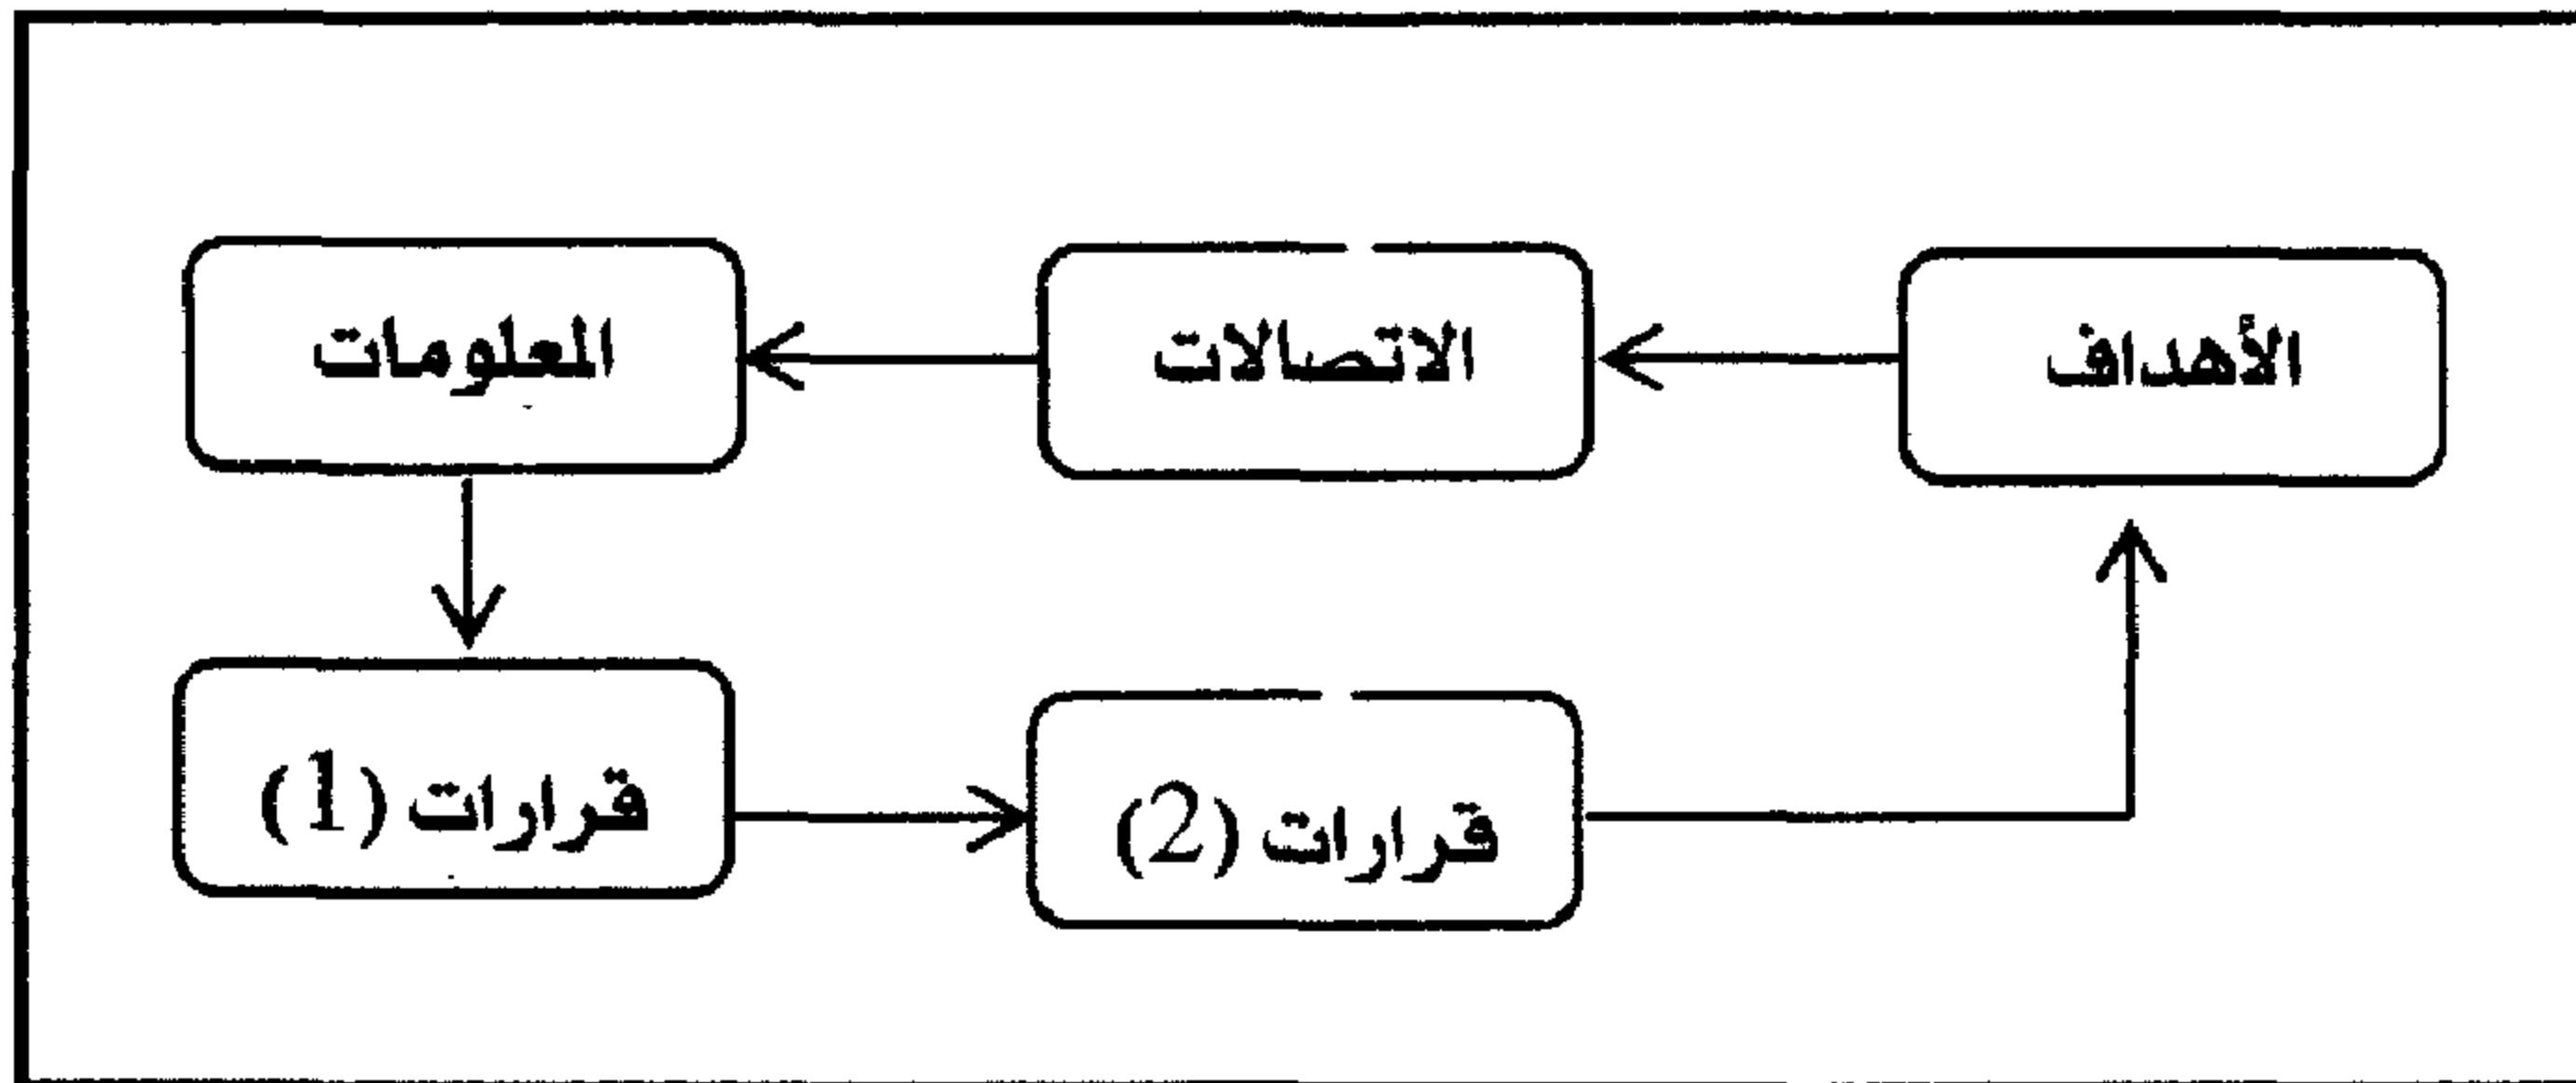 الأهداف
الاتصالات
المعلومات
قرارات (1)
قرارات (2)